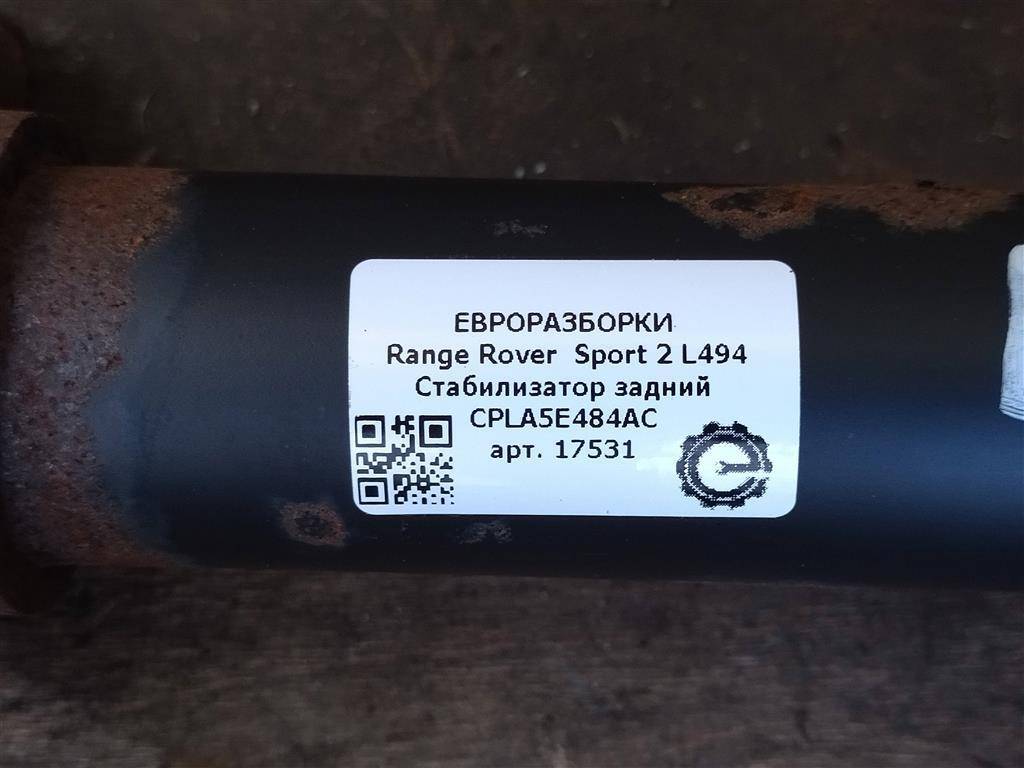 ЕВРОРАЗБОРКИ
Range Rover Sport 2 L494
Стабилизатор задний
CPLA5E484AC
арт. 17531